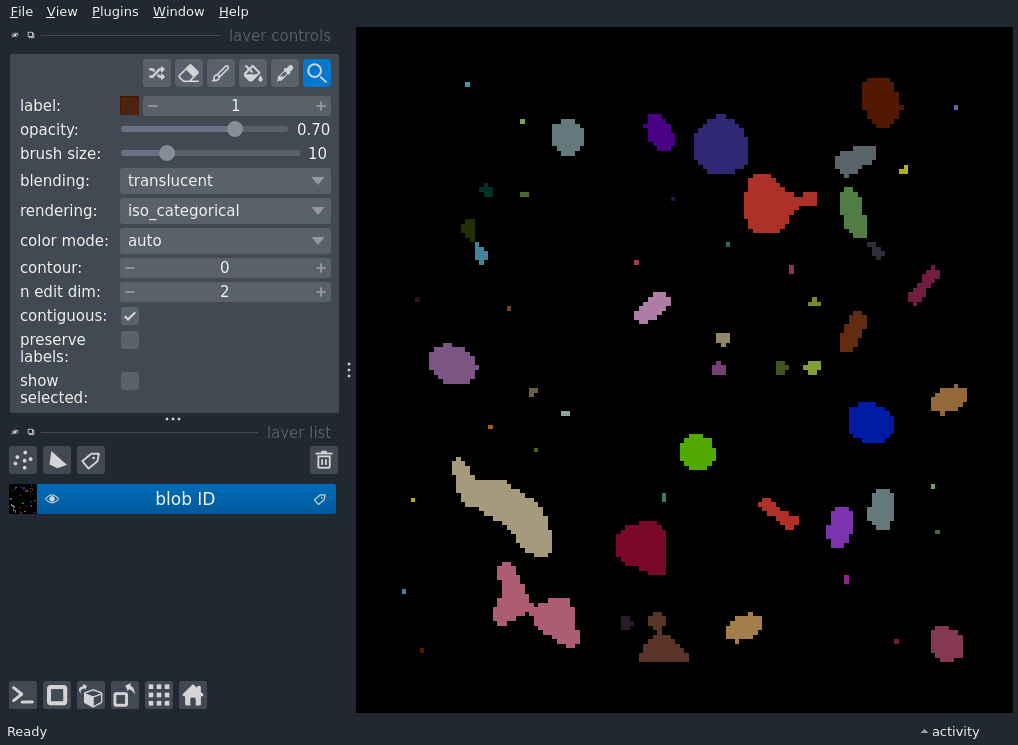 File View Plugins Window Help
layer controls
label: 1
opacity: 0.70
brush size: 10
blending: translucent
rendering: iso_categorical
color mode: auto
contour: 0
n edit dim: 2
contiguous:
preserve
labels:
show
selected:
layer list
blob ID
Ready
activity